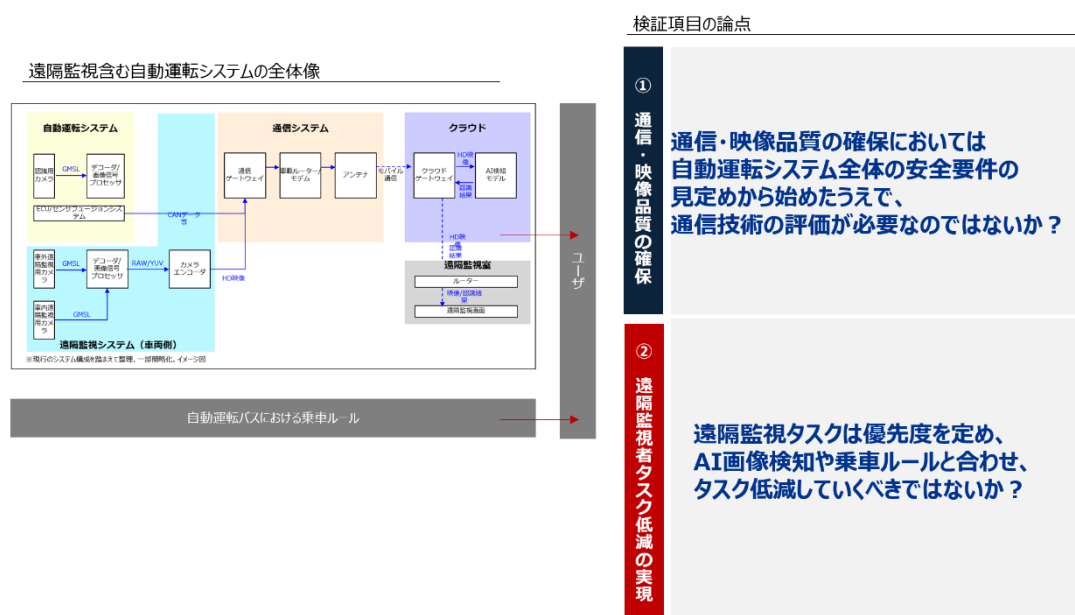 遠隔監視含む自動運転システムの全体像
自動運転システム
認識用
カメラ
GMSL
デコーダ/
画像信号
プロセッサ
ECU/センサフュージョンシス
テム
CANデータ
等
車外遠
隔監視
用カメ
ラ
GMSL
デコーダ/
画像信号
プロセッサ
RAW/YUV
カメラ
エンコーダ
HD映像
車内遠
隔監視
用カメ
ラ
GMSL
遠隔監視システム（車両側）
通信システム
通信
ゲートウェイ
車載ルーター/
モデム
アンテナ
モバイル
通信
クラウド
クラウド
ゲートウェイ
HD映
像
認識
結果
AI検知
モデル
HD映
像
認識
結果
遠隔監視室
ルーター
映像/認識結
果
遠隔監視画面
※現行のシステム構成を踏まえて整理、一部簡略化、イメージ図
ユーザ
自動運転バスにおける乗車ルール
検証項目の論点
① 通信・映像品質の確保
通信・映像品質の確保においては
自動運転システム全体の安全要件の
見定めから始めたうえで、
通信技術の評価が必要なのではないか？
② 遠隔監視者タスク低減の実現
遠隔監視タスクは優先度を定め、
AI画像検知や乗車ルールと合わせ、
タスク低減していくべきではないか？